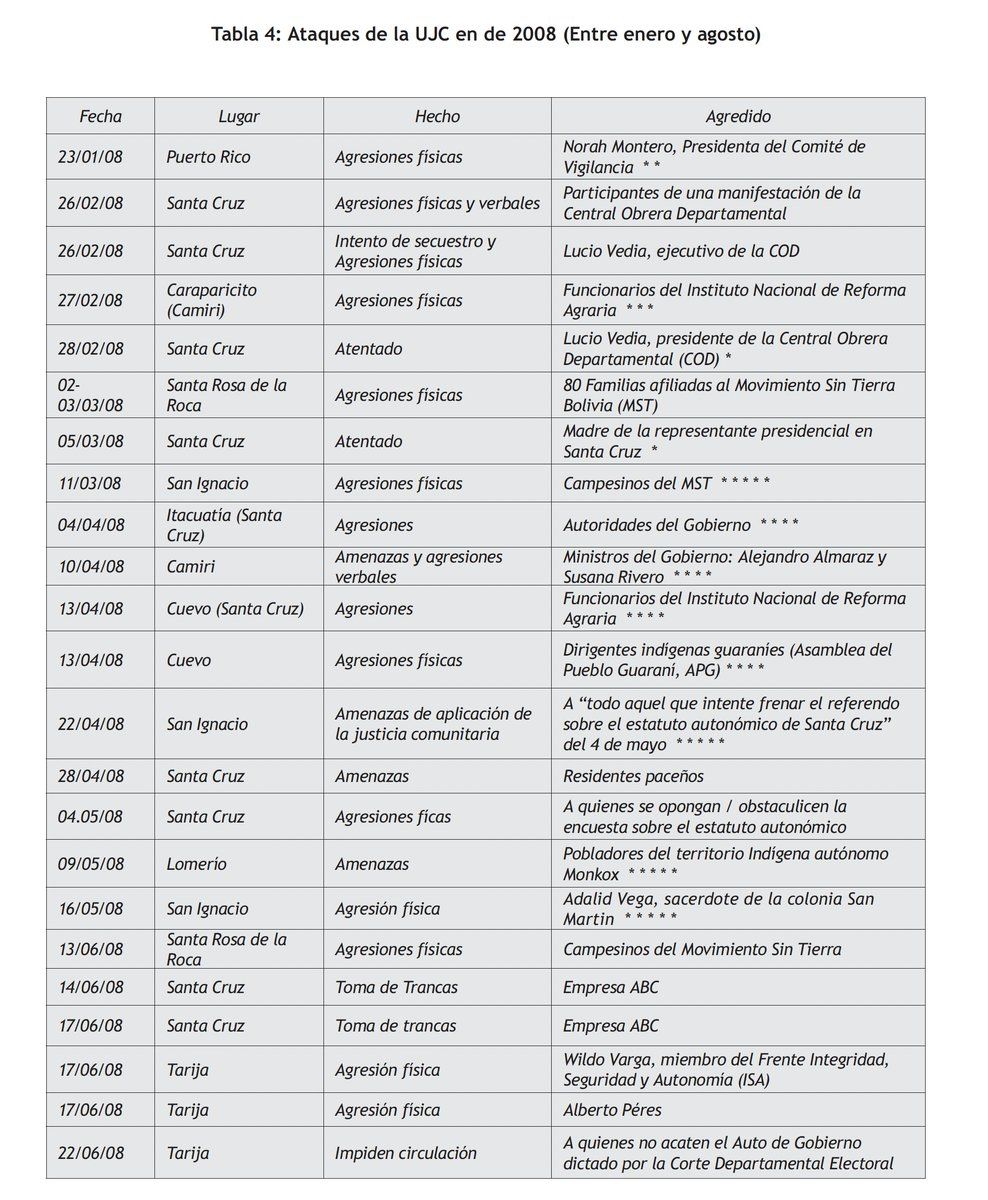 Tabla 4: Ataques de la UJC en de 2008 (Entre enero y agosto)
Fecha Lugar Hecho Agredido
23/01/08 Puerto Rico Agresiones físicas Norah Montero, Presidenta del Comité de
Vigilancia * *
26/02/08 Santa Cruz Agresiones físicas y verbales Participantes de una manifestación de la
Central Obrera Departamental
26/02/08 Santa Cruz Intento de secuestro y
Agresiones físicas Lucio Vedia, ejecutivo de la COD
27/02/08 Caraparicito
(Camiri) Agresiones físicas Funcionarios del Instituto Nacional de Reforma
Agraria * * *
28/02/08 Santa Cruz Atentado Lucio Vedia, presidente de la Central Obrera
Departamental (COD) *
02-
03/03/08 Santa Rosa de la
Roca Agresiones físicas 80 Familias afiliadas al Movimiento Sin Tierra
Bolivia (MST)
05/03/08 Santa Cruz Atentado Madre de la representante presidencial en
Santa Cruz *
11/03/08 San Ignacio Agresiones físicas Campesinos del MST * * * * *
04/04/08 Itacuatía (Santa
Cruz) Agresiones Autoridades del Gobierno * * * *
10/04/08 Camiri Amenazas y agresiones
verbales Ministros del Gobierno: Alejandro Almaraz y
Susana Rivero * * * *
13/04/08 Cuevo (Santa Cruz) Agresiones Funcionarios del Instituto Nacional de Reforma
Agraria * * * *
13/04/08 Cuevo Agresiones físicas Dirigentes indígenas guaraníes (Asamblea del
Pueblo Guaraní, APG) * * * *
22/04/08 San Ignacio Amenazas de aplicación de
la justicia comunitaria A “todo aquel que intente frenar el referendo
sobre el estatuto autonómico de Santa Cruz”
del 4 de mayo * * * * *
28/04/08 Santa Cruz Amenazas Residentes paceños
04.05/08 Santa Cruz Agresiones fícas A quienes se opongan / obstaculicen la
encuesta sobre el estatuto autonómico
09/05/08 Lomerío Amenazas Pobladores del territorio Indígena autónomo
Monkox * * * * *
16/05/08 San Ignacio Agresión física Adalid Vega, sacerdote de la colonia San
Martin * * * * *
13/06/08 Santa Rosa de la
Roca Agresiones físicas Campesinos del Movimiento Sin Tierra
14/06/08 Santa Cruz Toma de Trancas Empresa ABC
17/06/08 Santa Cruz Toma de trancas Empresa ABC
17/06/08 Tarija Agresión física Wildo Varga, miembro del Frente Integridad,
Seguridad y Autonomía (ISA)
17/06/08 Tarija Agresión física Alberto Péres
22/06/08 Tarija Impiden circulación A quienes no acaten el Auto de Gobierno
dictado por la Corte Departamental Electoral